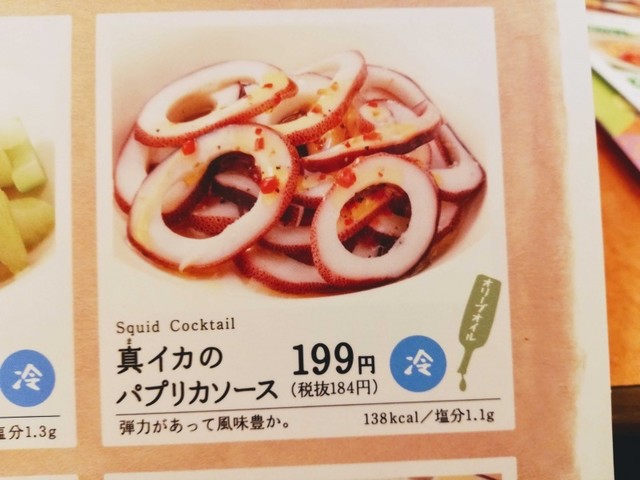 Squid Cocktail
ま
真イカの
パプリカソース
199円
(税抜184円)
冷
オリーブオイル
弾力があって風味豊か。
138kcal/塩分1.1g
冷
塩分1.3g